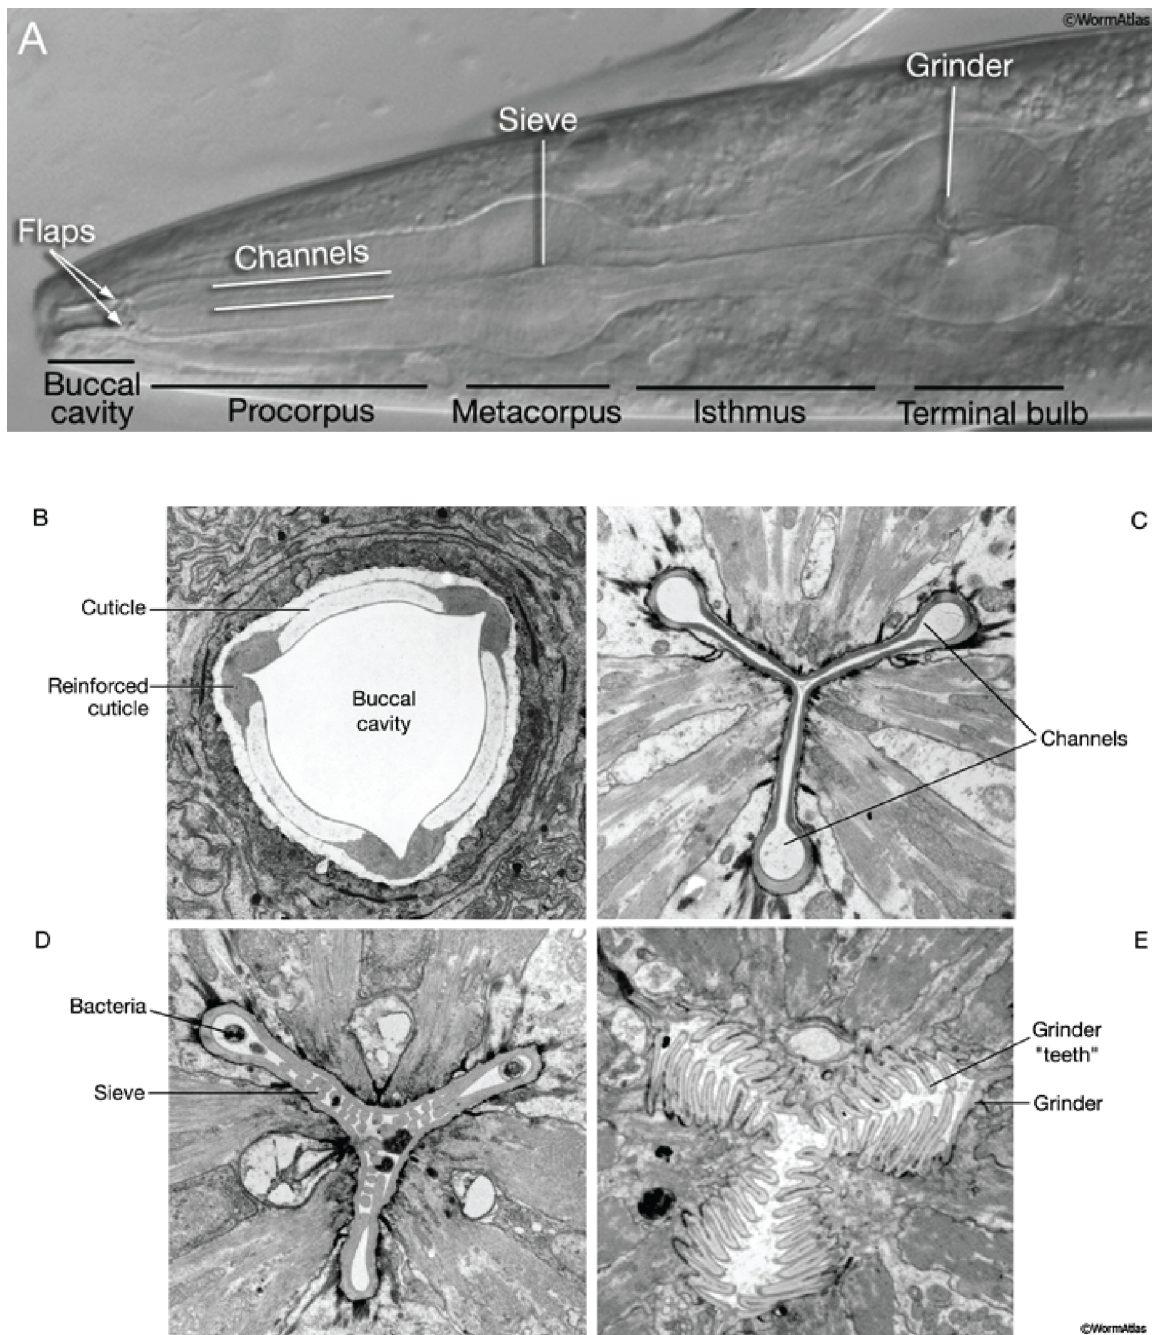 A
©WormAtlas
Grinder
Sieve
Flaps
Channels
Buccal
cavity
Procorpus
Metacorpus
Isthmus
Terminal bulb
B
C
Cuticle
Reinforced
cuticle
Buccal
cavity
Channels
D
E
Bacteria
Sieve
Grinder
"teeth"
Grinder
©WormAtlas